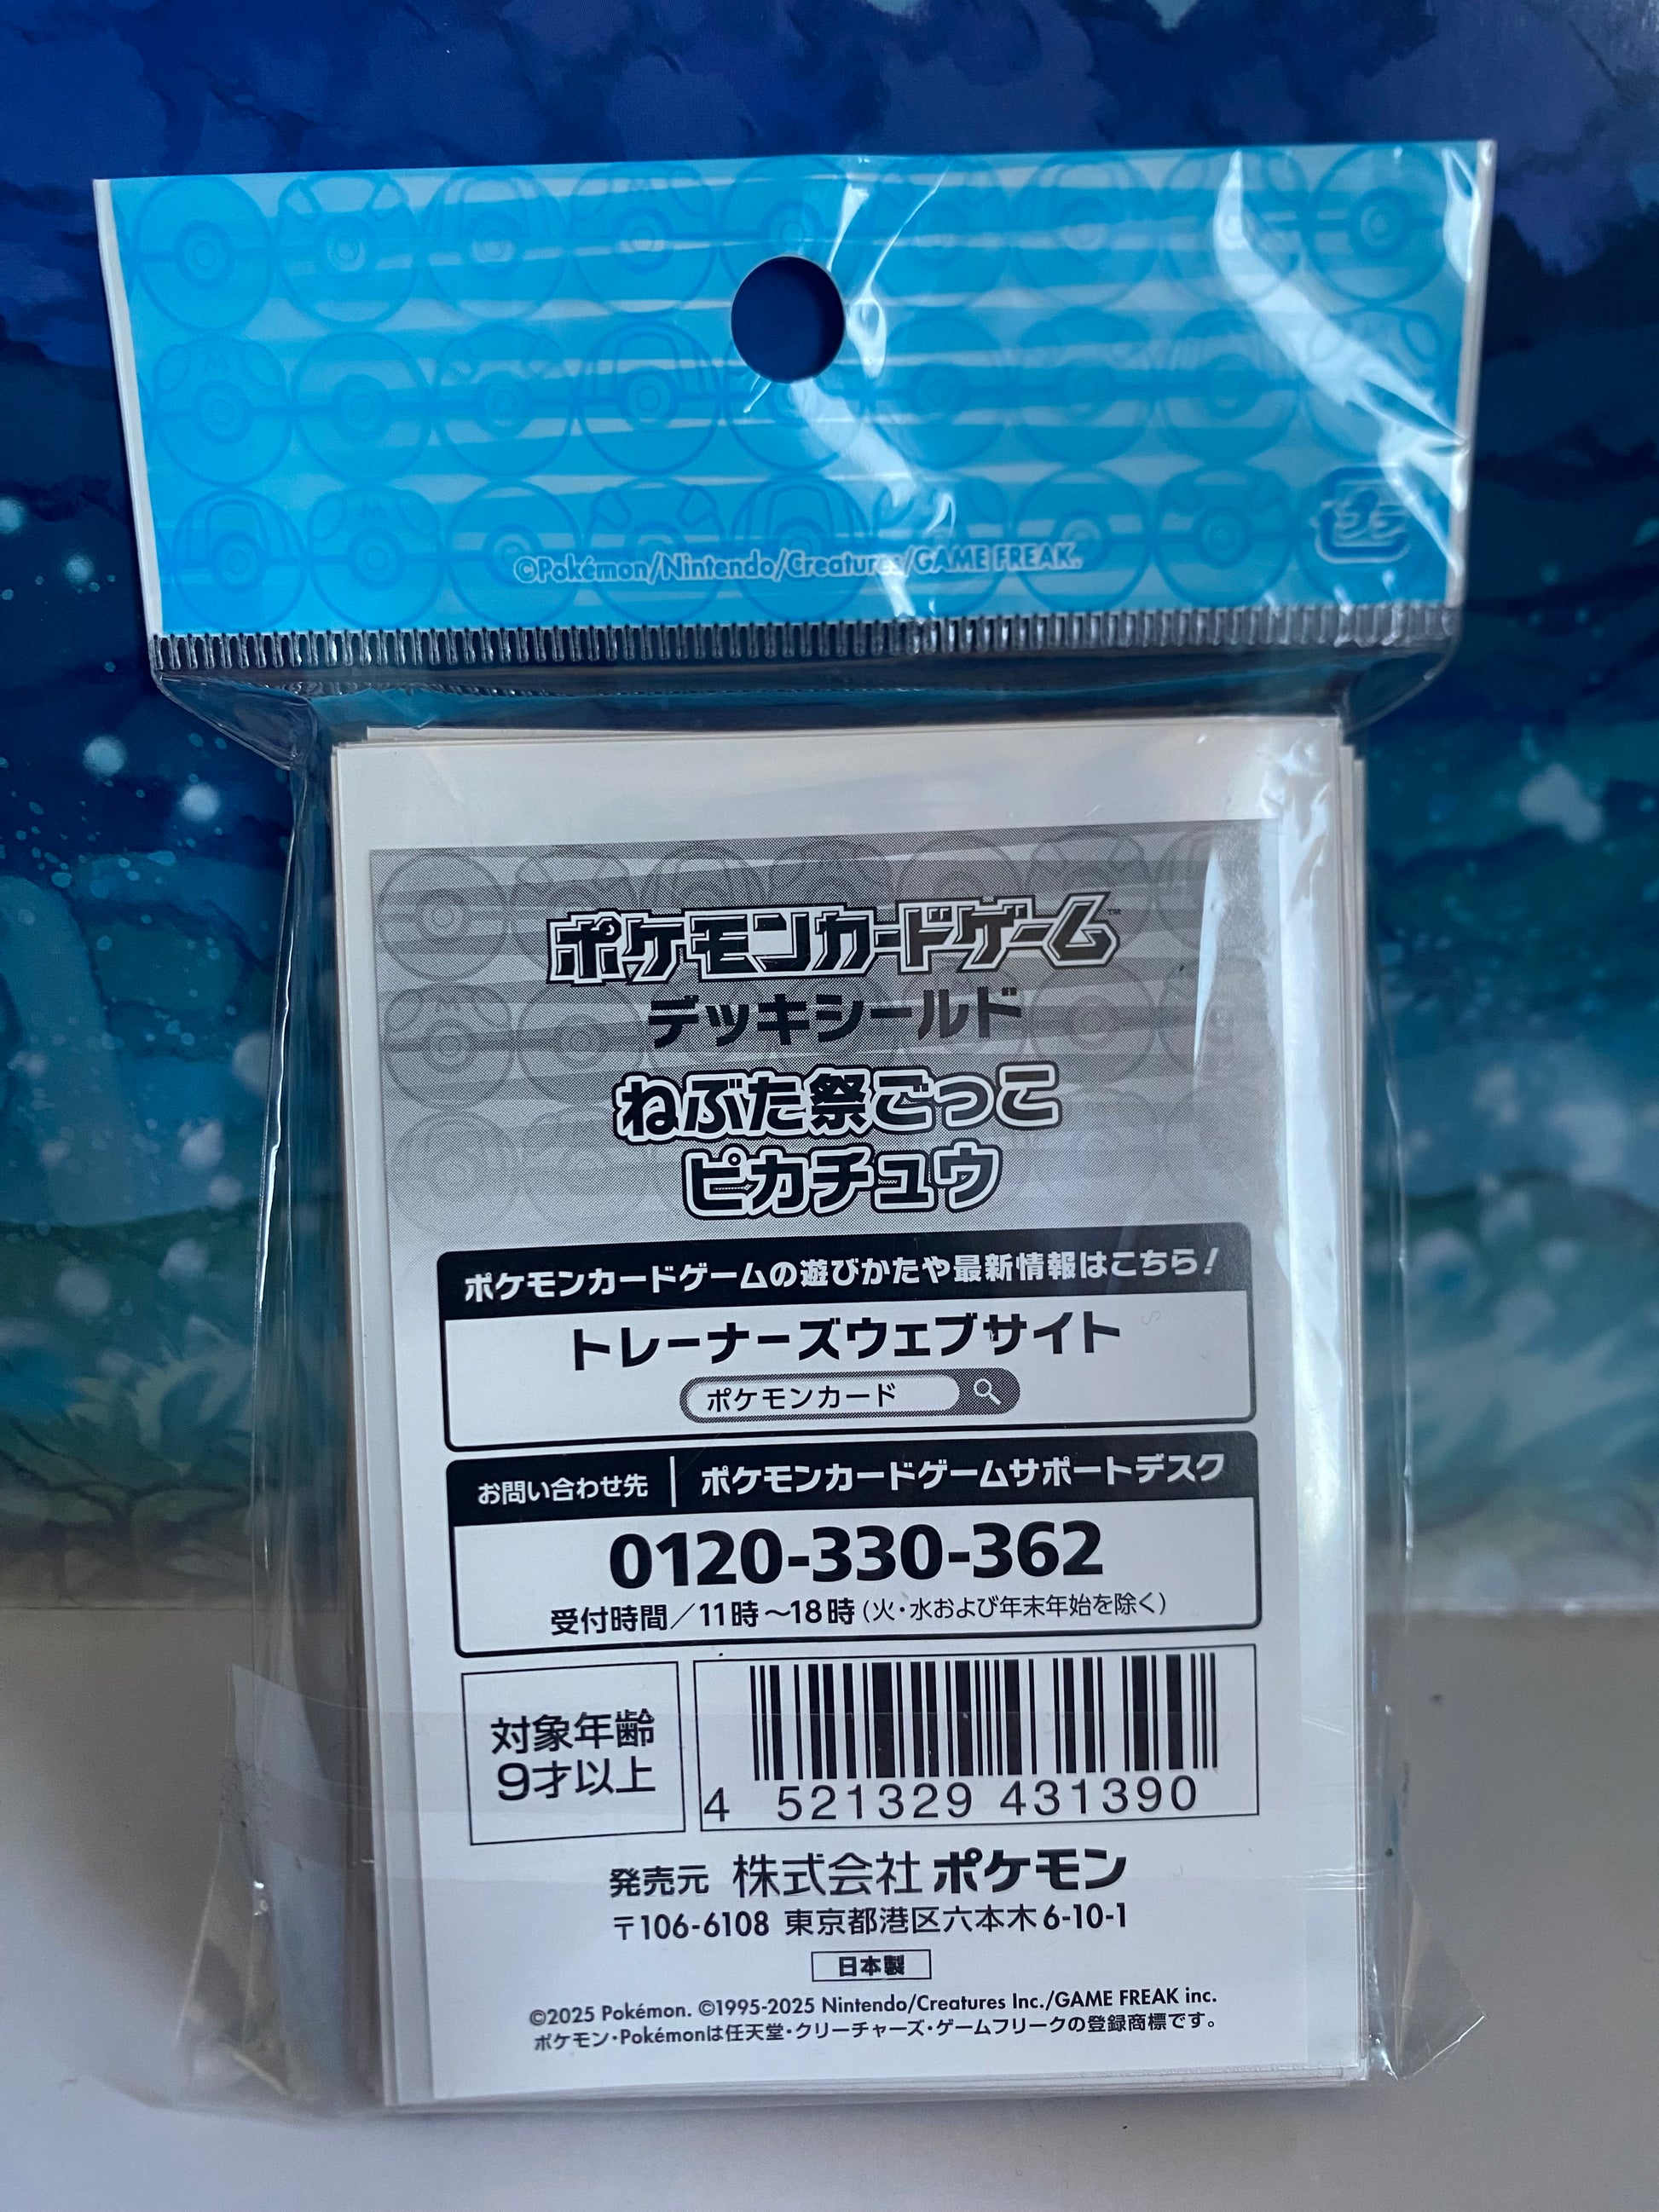 ©Pokémon/Nintendo/Creatures/GAME FREAK.
ポケモンカードゲーム™
デッキシールド
ねぶた祭ごっこ
ピカチュウ
ポケモンカードゲームの遊びかたや最新情報はこちら!
トレーナーズウェブサイト
ポケモンカード
お問い合わせ先 ポケモンカードゲームサポートデスク
0120-330-362
受付時間/11時~18時(火・水および年末年始を除く)
対象年齢
9才以上
4 521329 431390
発売元 株式会社ポケモン
〒106-6108 東京都港区六本木6-10-1
日本製
©2025 Pokémon. ©1995-2025 Nintendo/Creatures Inc./GAME FREAK inc.
ポケモン・Pokémonは任天堂・クリーチャーズ・ゲームフリークの登録商標です。